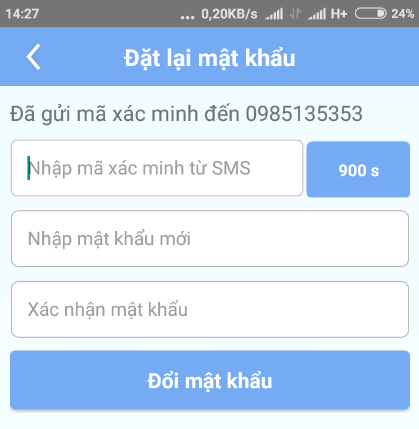 14:27 ... 0,20KB/s H+ 24%
Đặt lại mật khẩu
Đã gửi mã xác minh đến 0985135353
Nhập mã xác minh từ SMS 900 s
Nhập mật khẩu mới
Xác nhận mật khẩu
Đổi mật khẩu